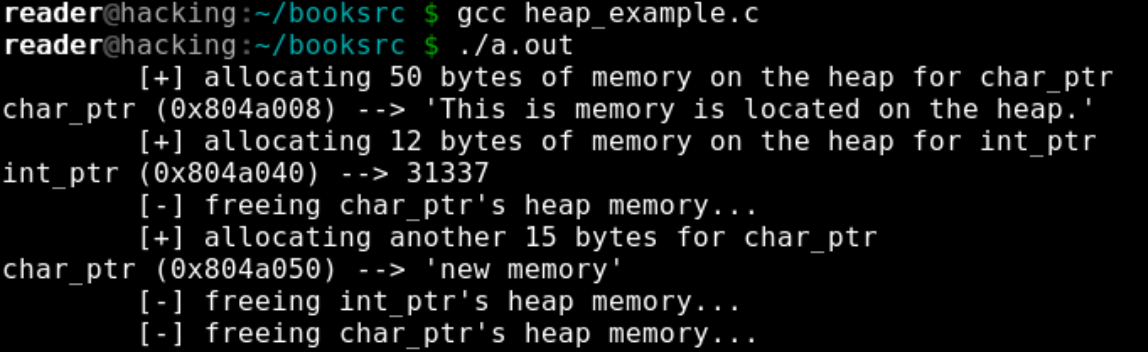 reader@hacking:~/booksrc $ gcc heap_example.c
reader@hacking:~/booksrc $ ./a.out
[+] allocating 50 bytes of memory on the heap for char_ptr
char_ptr (0x804a008) --> 'This is memory is located on the heap.'
[+] allocating 12 bytes of memory on the heap for int_ptr
int_ptr (0x804a040) --> 31337
[-] freeing char_ptr's heap memory...
[+] allocating another 15 bytes for char_ptr
char_ptr (0x804a050) --> 'new memory'
[-] freeing int_ptr's heap memory...
[-] freeing char_ptr's heap memory...